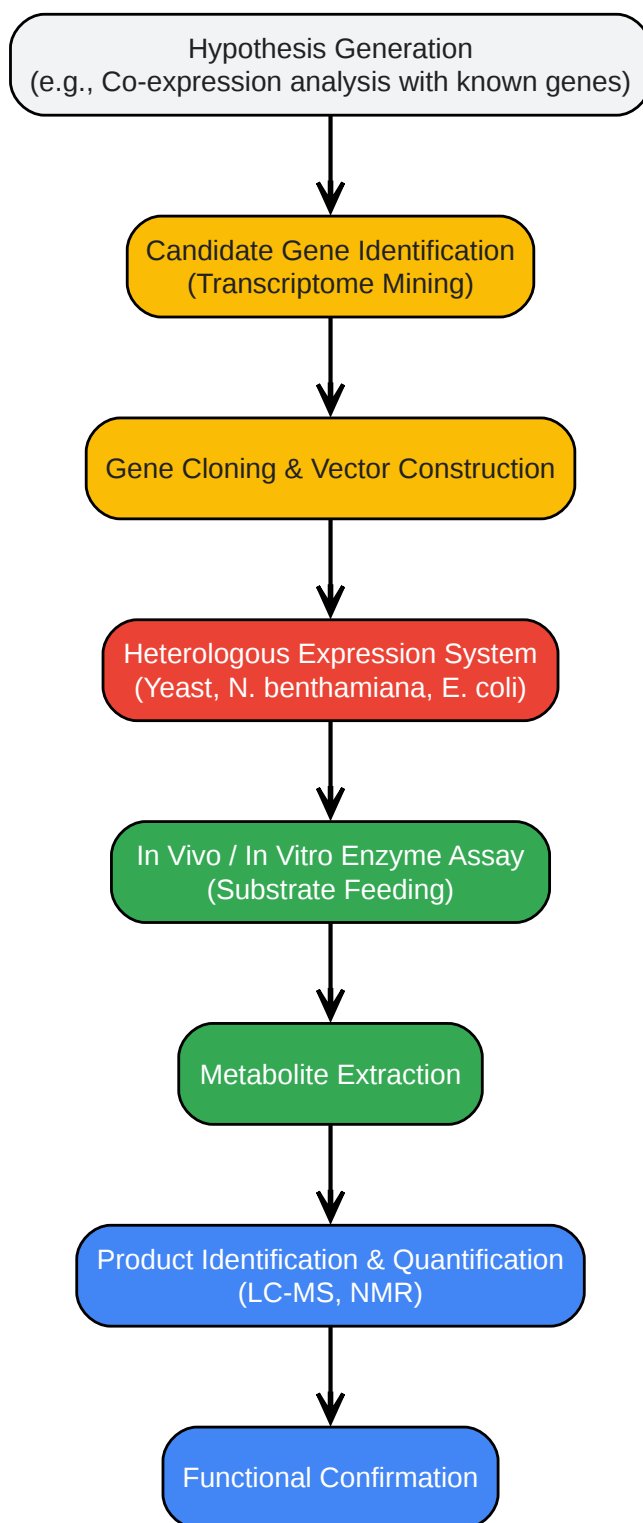 Hypothesis Generation
(e.g., Co-expression analysis with known genes)
Candidate Gene Identification
(Transcriptome Mining)
Gene Cloning & Vector Construction
Heterologous Expression System
(Yeast, N. benthamiana, E. coli)
In Vivo / In Vitro Enzyme Assay
(Substrate Feeding)
Metabolite Extraction
Product Identification & Quantification
(LC-MS, NMR)
Functional Confirmation